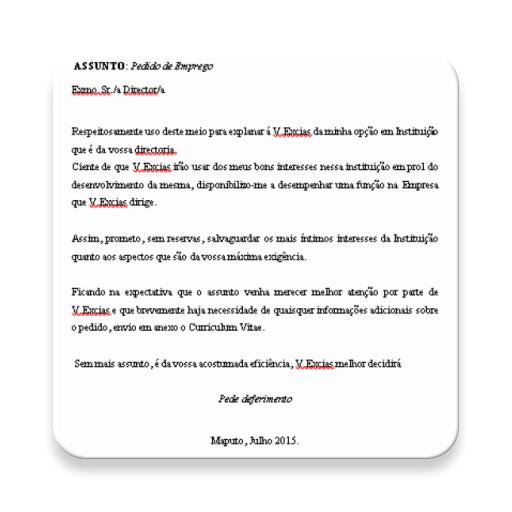 ASSUNTO: Pedido de Emprego
Exmo. Sr./a Director/a
Respeitosamente uso deste meio para explanar á V.Excias da minha opção em Instituição
que é da vossa directoria.
Ciente de que V.Excias irão usar dos meus bons interesses nessa instituição em prol do
desenvolvimento da mesma, disponibilizo-me a desempenhar uma função na Empresa
que V.Excias dirige.
Assim, prometo, sem reservas, salvaguardar os mais íntimos interesses da Instituição
quanto aos aspectos que são da vossa máxima exigência.
Ficando na expectativa que o assunto venha merecer melhor atenção por parte de
V.Excias e que brevemente haja necessidade de quaisquer informações adicionais sobre
o pedido, envio em anexo o Curriculum Vitae.
Sem mais assunto, é da vossa acostumada eficiência, V.Excias melhor decidirá
Pede deferimento
Maputo, Julho 2015.